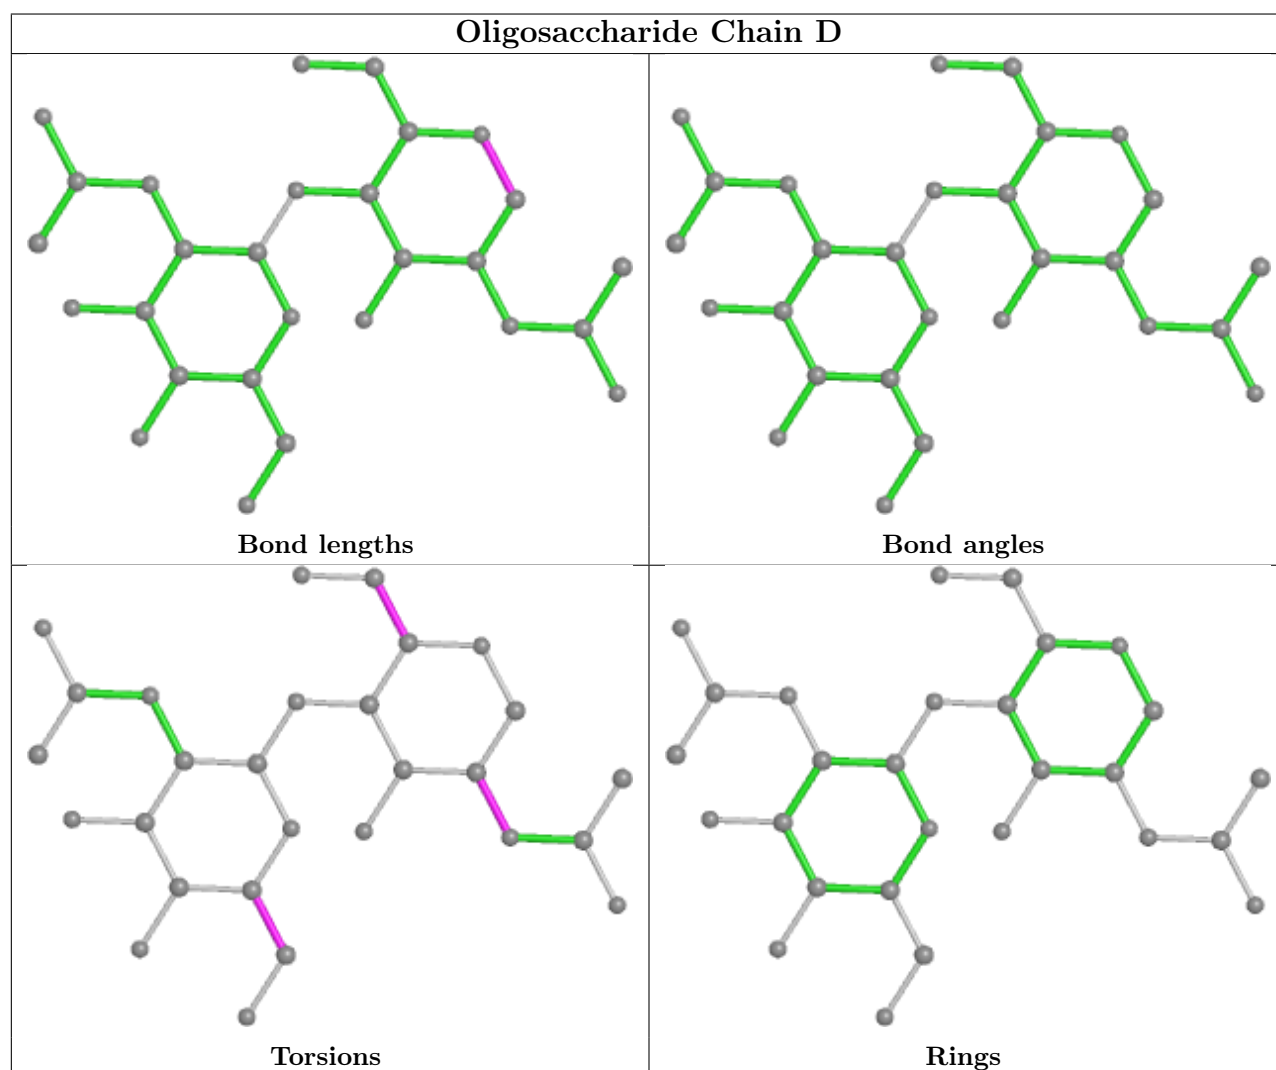 Oligosaccharide Chain D
Bond lengths
Bond angles
Torsions
Rings